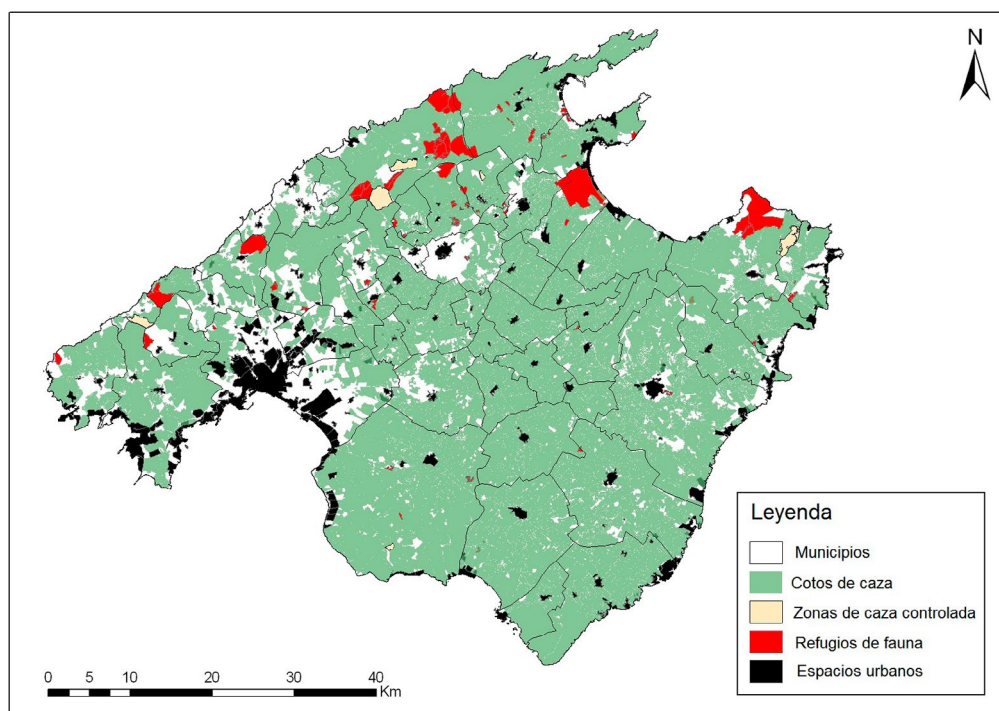 N
Leyenda
Municipios
Cotos de caza
Zonas de caza controlada
Refugios de fauna
Espacios urbanos
0 5 10 20 30 40
Km